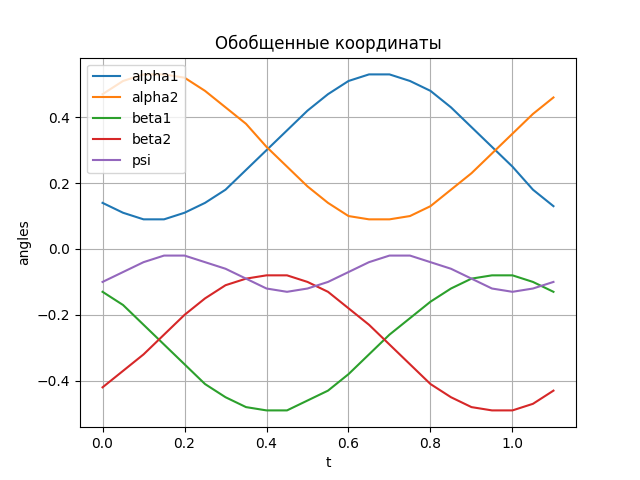 Обобщенные координаты
alpha1
alpha2
beta1
beta2
psi
angles
0.4
0.2
0.0
−0.2
−0.4
0.0 0.2 0.4 0.6 0.8 1.0
t